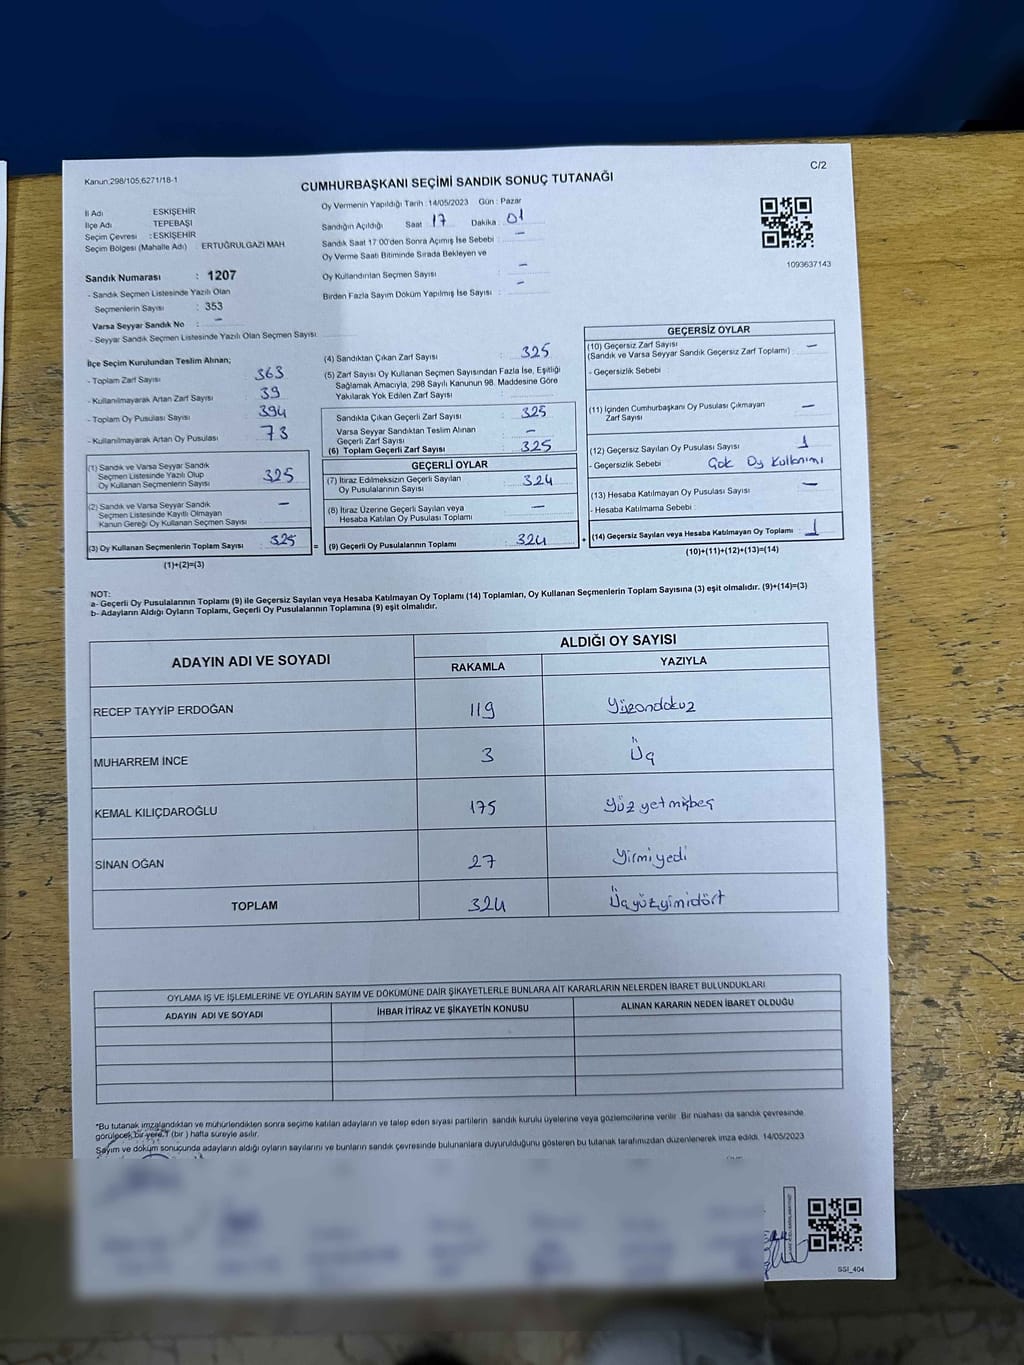 Kanun:298/105,6271/18-1
C/2
CUMHURBAŞKANI SEÇİMİ SANDIK SONUÇ TUTANAĞI
İl Adı ESKİŞEHİR
İlçe Adı : TEPEBAŞI
Seçim Çevresi : ESKİŞEHİR
Seçim Bölgesi (Mahalle Adı) : ERTUĞRULGAZİ MAH
Sandık Numarası : 1207
- Sandık Seçmen Listesinde Yazılı Olan
Seçmenlerin Sayısı : 353
Varsa Seyyar Sandık No : –
- Seyyar Sandık Seçmen Listesinde Yazılı Olan Seçmen Sayısı
Oy Vermenin Yapıldığı Tarih : 14/05/2023 Gün : Pazar
Sandığın Açıldığı Saat 17 Dakika : 01
Sandık Saat 17:00'den Sonra Açımış İse Sebebi : –
Oy Verme Saati Bitiminde Sırada Bekleyen ve
Oy Kullandırılan Seçmen Sayısı –
Birden Fazla Sayım Döküm Yapılmış İse Sayısı : –
1093637143
İlçe Seçim Kurulundan Teslim Alınan;
- Toplam Zarf Sayısı 363
- Kullanılmayarak Artan Zarf Sayısı 39
- Toplam Oy Pusulası Sayısı 394
- Kullanılmayarak Artan Oy Pusulası 73
(1) Sandık ve Varsa Seyyar Sandık
Seçmen Listesinde Yazılı Olup
Oy Kullanan Seçmenlerin Sayısı 325
(2) Sandık ve Varsa Seyyar Sandık
Seçmen Listesinde Kayıtlı Olmayan
Kanun Gereği Oy Kullanan Seçmen Sayısı –
(3) Oy Kullanan Seçmenlerin Toplam Sayısı 325 =
(1)+(2)=(3)
(4) Sandıktan Çıkan Zarf Sayısı : 325
(5) Zarf Sayısı Oy Kullanan Seçmen Sayısından Fazla İse, Eşitliği
Sağlamak Amacıyla, 298 Sayılı Kanunun 98. Maddesine Göre
Yakılarak Yok Edilen Zarf Sayısı
Sandıkta Çıkan Geçerli Zarf Sayısı : 325
Varsa Seyyar Sandıktan Teslim Alınan
Geçerli Zarf Sayısı –
(6) Toplam Geçerli Zarf Sayısı : 325
GEÇERLİ OYLAR
(7) İtiraz Edilmeksizin Geçerli Sayılan
Oy Pusulalarının Sayısı : 324
(8) İtiraz Üzerine Geçerli Sayılan veya
Hesaba Katılan Oy Pusulası Toplamı –
(9) Geçerli Oy Pusulalarının Toplamı 324 +
GEÇERSİZ OYLAR
(10) Geçersiz Zarf Sayısı
(Sandık ve Varsa Seyyar Sandık Geçersiz Zarf Toplamı) –
- Geçersizlik Sebebi
(11) İçinden Cumhurbaşkanı Oy Pusulası Çıkmayan
Zarf Sayısı –
(12) Geçersiz Sayılan Oy Pusulası Sayısı 1
- Geçersizlik Sebebi Çok Oy Kullanımı
(13) Hesaba Katılmayan Oy Pusulası Sayısı –
- Hesaba Katılmama Sebebi :
(14) Geçersiz Sayılan veya Hesaba Katılmayan Oy Toplamı : 1
(10)+(11)+(12)+(13)=(14)
NOT:
a- Geçerli Oy Pusulalarının Toplamı (9) ile Geçersiz Sayılan veya Hesaba Katılmayan Oy Toplamı (14) Toplamları, Oy Kullanan Seçmenlerin Toplam Sayısına (3) eşit olmalıdır. (9)+(14)=(3)
b- Adayların Aldığı Oyların Toplamı, Geçerli Oy Pusulalarının Toplamına (9) eşit olmalıdır.
ADAYIN ADI VE SOYADI ALDIĞI OY SAYISI
RAKAMLA YAZIYLA
RECEP TAYYİP ERDOĞAN 119 Yüzondokuz
MUHARREM İNCE 3 Üç
KEMAL KILIÇDAROĞLU 175 Yüz yetmişbeş
SİNAN OĞAN 27 Yirmi yedi
TOPLAM 324 Üçyüzyimidört
OYLAMA İŞ VE İŞLEMLERİNE VE OYLARIN SAYIM VE DÖKÜMÜNE DAİR ŞİKAYETLERLE BUNLARA AİT KARARLARIN NELERDEN İBARET BULUNDUKLARI
ADAYIN ADI VE SOYADI İHBAR İTİRAZ VE ŞİKAYETİN KONUSU ALINAN KARARIN NEDEN İBARET OLDUĞU
*Bu tutanak imzalandıktan ve mühürlendikten sonra seçime katılan adayların ve talep eden siyasi partilerin sandık kurulu üyelerine veya gözlemcilerine verilir. Bir nüshası da sandık çevresinde
görülecek bir yere 1 (bir ) hafta süreyle asılır.
Sayım ve döküm sonucunda adayların aldığı oyların sayılarını ve bunların sandık çevresinde bulunanlara duyurulduğunu gösteren bu tutanak tarafımızdan düzenlenerek imza edildi. 14/05/2023
SSİ_404